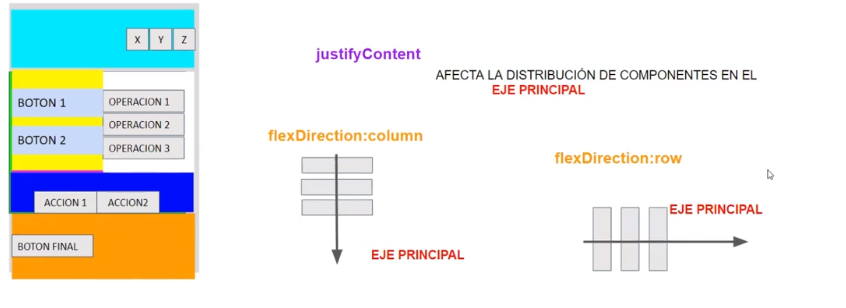 X Y Z
BOTON 1
BOTON 2
OPERACION 1
OPERACION 2
OPERACION 3
ACCION 1 ACCION2
BOTON FINAL
justifyContent
AFECTA LA DISTRIBUCIÓN DE COMPONENTES EN EL
EJE PRINCIPAL
flexDirection:column
EJE PRINCIPAL
flexDirection:row
EJE PRINCIPAL